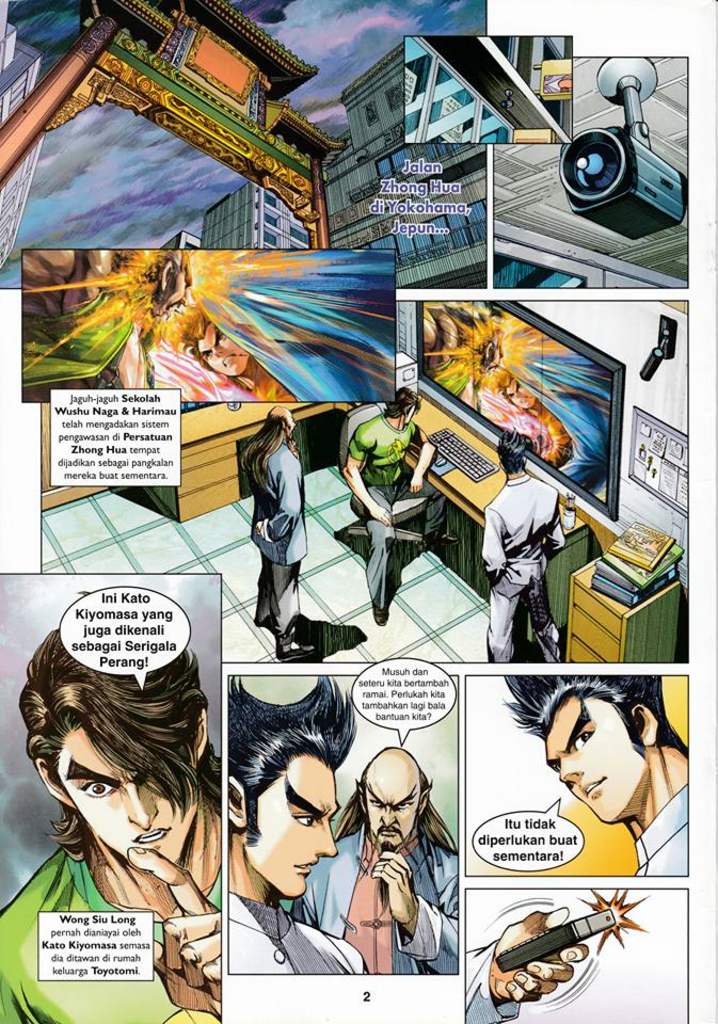 Jalan
Zhong Hua
di Yokohama,
Jepun...
Jaguh-jaguh Sekolah
Wushu Naga & Harimau
telah mengadakan sistem
pengawasan di Persatuan
Zhong Hua tempat
dijadikan sebagai pangkalan
mereka buat sementara.
Ini Kato
Kiyomasa yang
juga dikenali
sebagai Serigala
Perang!
Wong Siu Long
pernah dianiayai oleh
Kato Kiyomasa semasa
dia ditawan di rumah
keluarga Toyotomi.
Musuh dan
seteru kita bertambah
ramai. Perlukah kita
tambahkan lagi bala
bantuan kita?
Itu tidak
diperlukan buat
sementara!
2